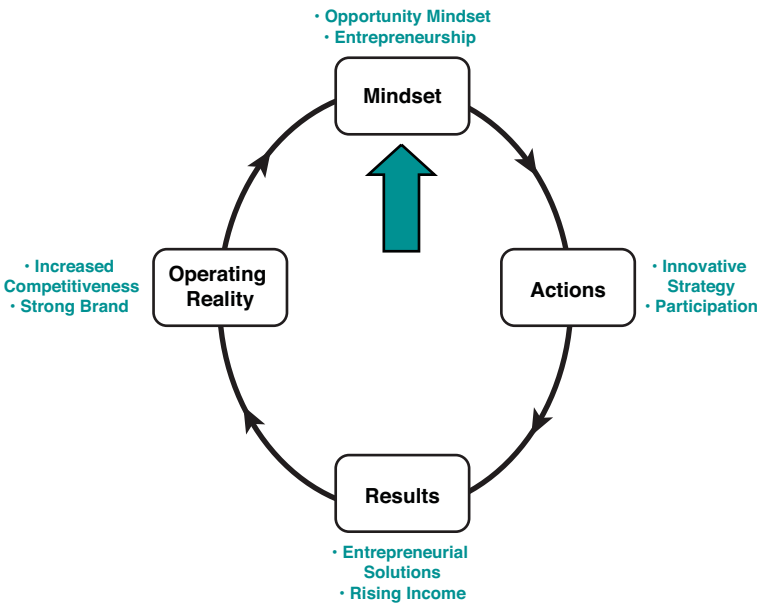 · Opportunity Mindset
· Entrepreneurship
Mindset
· Increased
Competitiveness
· Strong Brand
Operating
Reality
Actions
· Innovative
Strategy
· Participation
Results
· Entrepreneurial
Solutions
· Rising Income